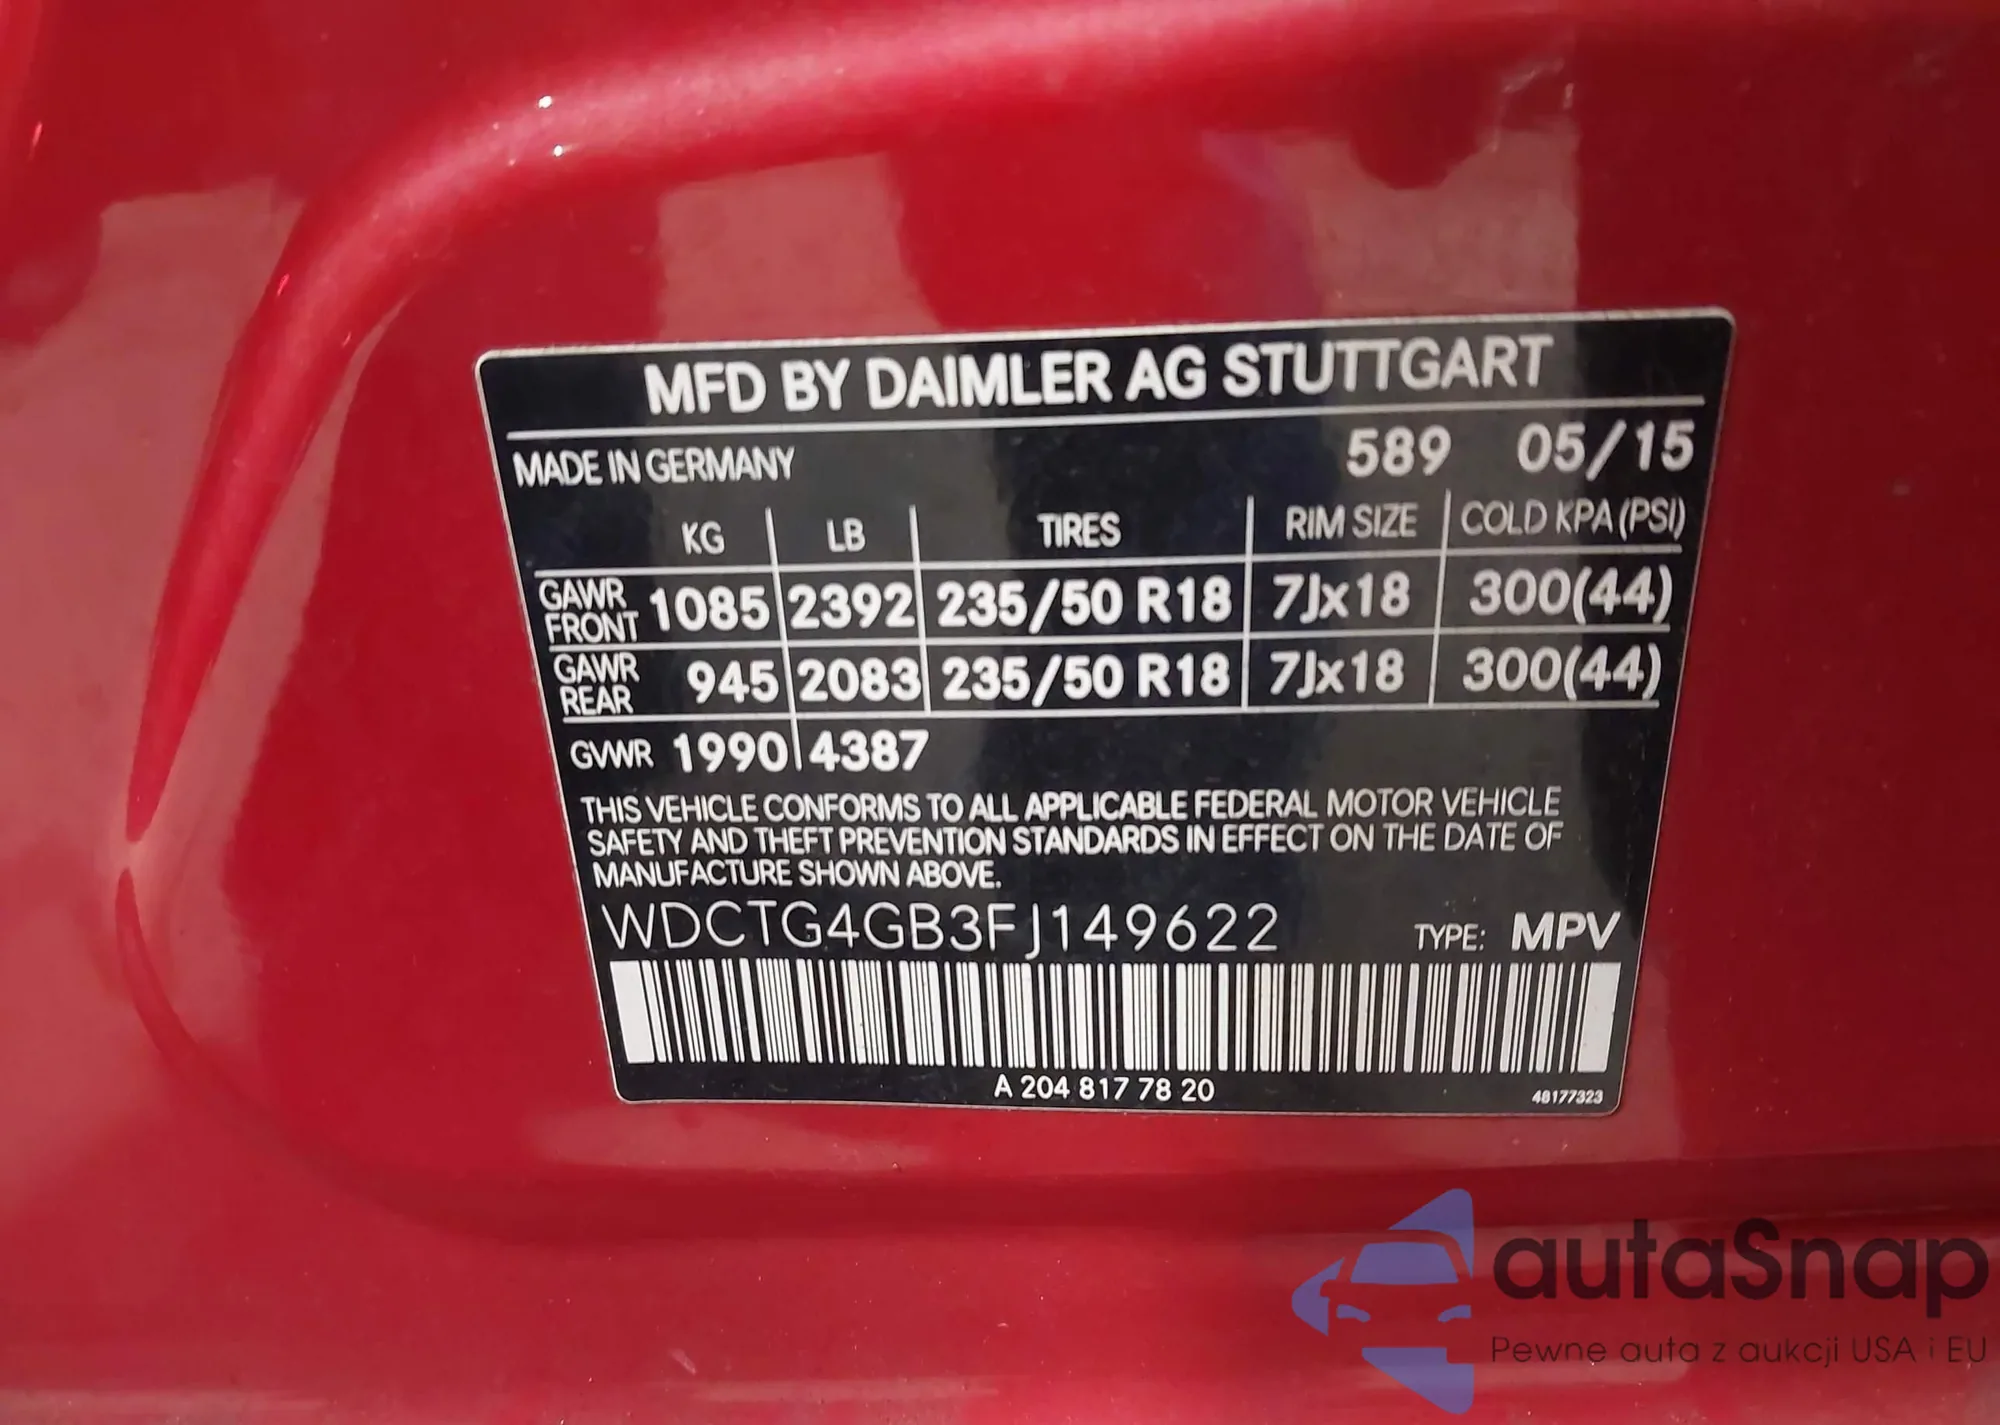 MFD BY DAIMLER AG STUTTGART
MADE IN GERMANY 589 05/15
KG LB TIRES RIM SIZE COLD KPA (PSI)
GAWR FRONT 1085 2392 235/50 R18 7Jx18 300(44)
GAWR REAR 945 2083 235/50 R18 7Jx18 300(44)
GVWR 1990 4387
THIS VEHICLE CONFORMS TO ALL APPLICABLE FEDERAL MOTOR VEHICLE
SAFETY AND THEFT PREVENTION STANDARDS IN EFFECT ON THE DATE OF
MANUFACTURE SHOWN ABOVE.
WDCTG4GB3FJ149622 TYPE: MPV
A 204 817 78 20 48177323
autaSnap
Pewne auta z aukcji USA i EU